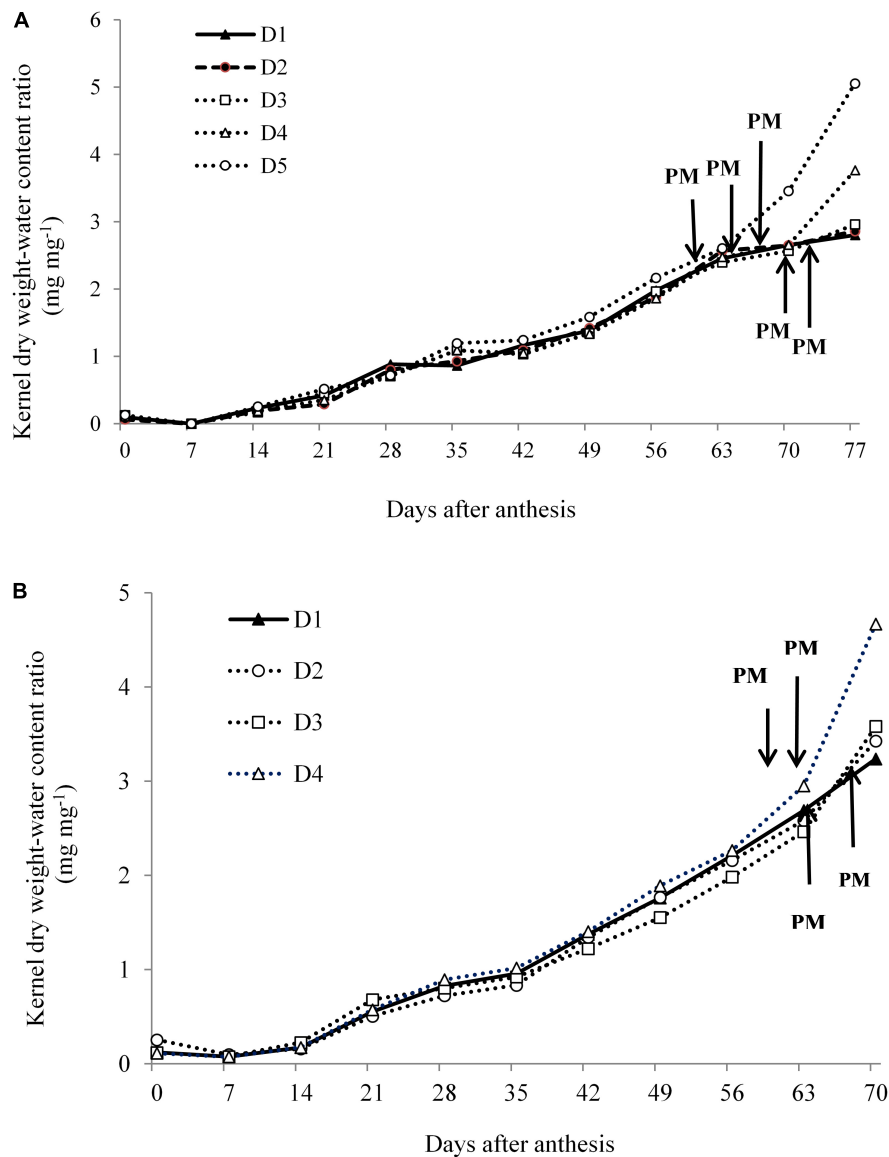 A
Kernel dry weight-water content ratio
(mg mg-1)
6
5
4
3
2
1
0
D1
D2
D3
D4
D5
PM
PM
PM
PM
PM
0 7 14 21 28 35 42 49 56 63 70 77
Days after anthesis
B
Kernel dry weight-water content ratio
(mg mg-1)
5
4
3
2
1
0
D1
D2
D3
D4
PM
PM
PM
PM
0 7 14 21 28 35 42 49 56 63 70
Days after anthesis